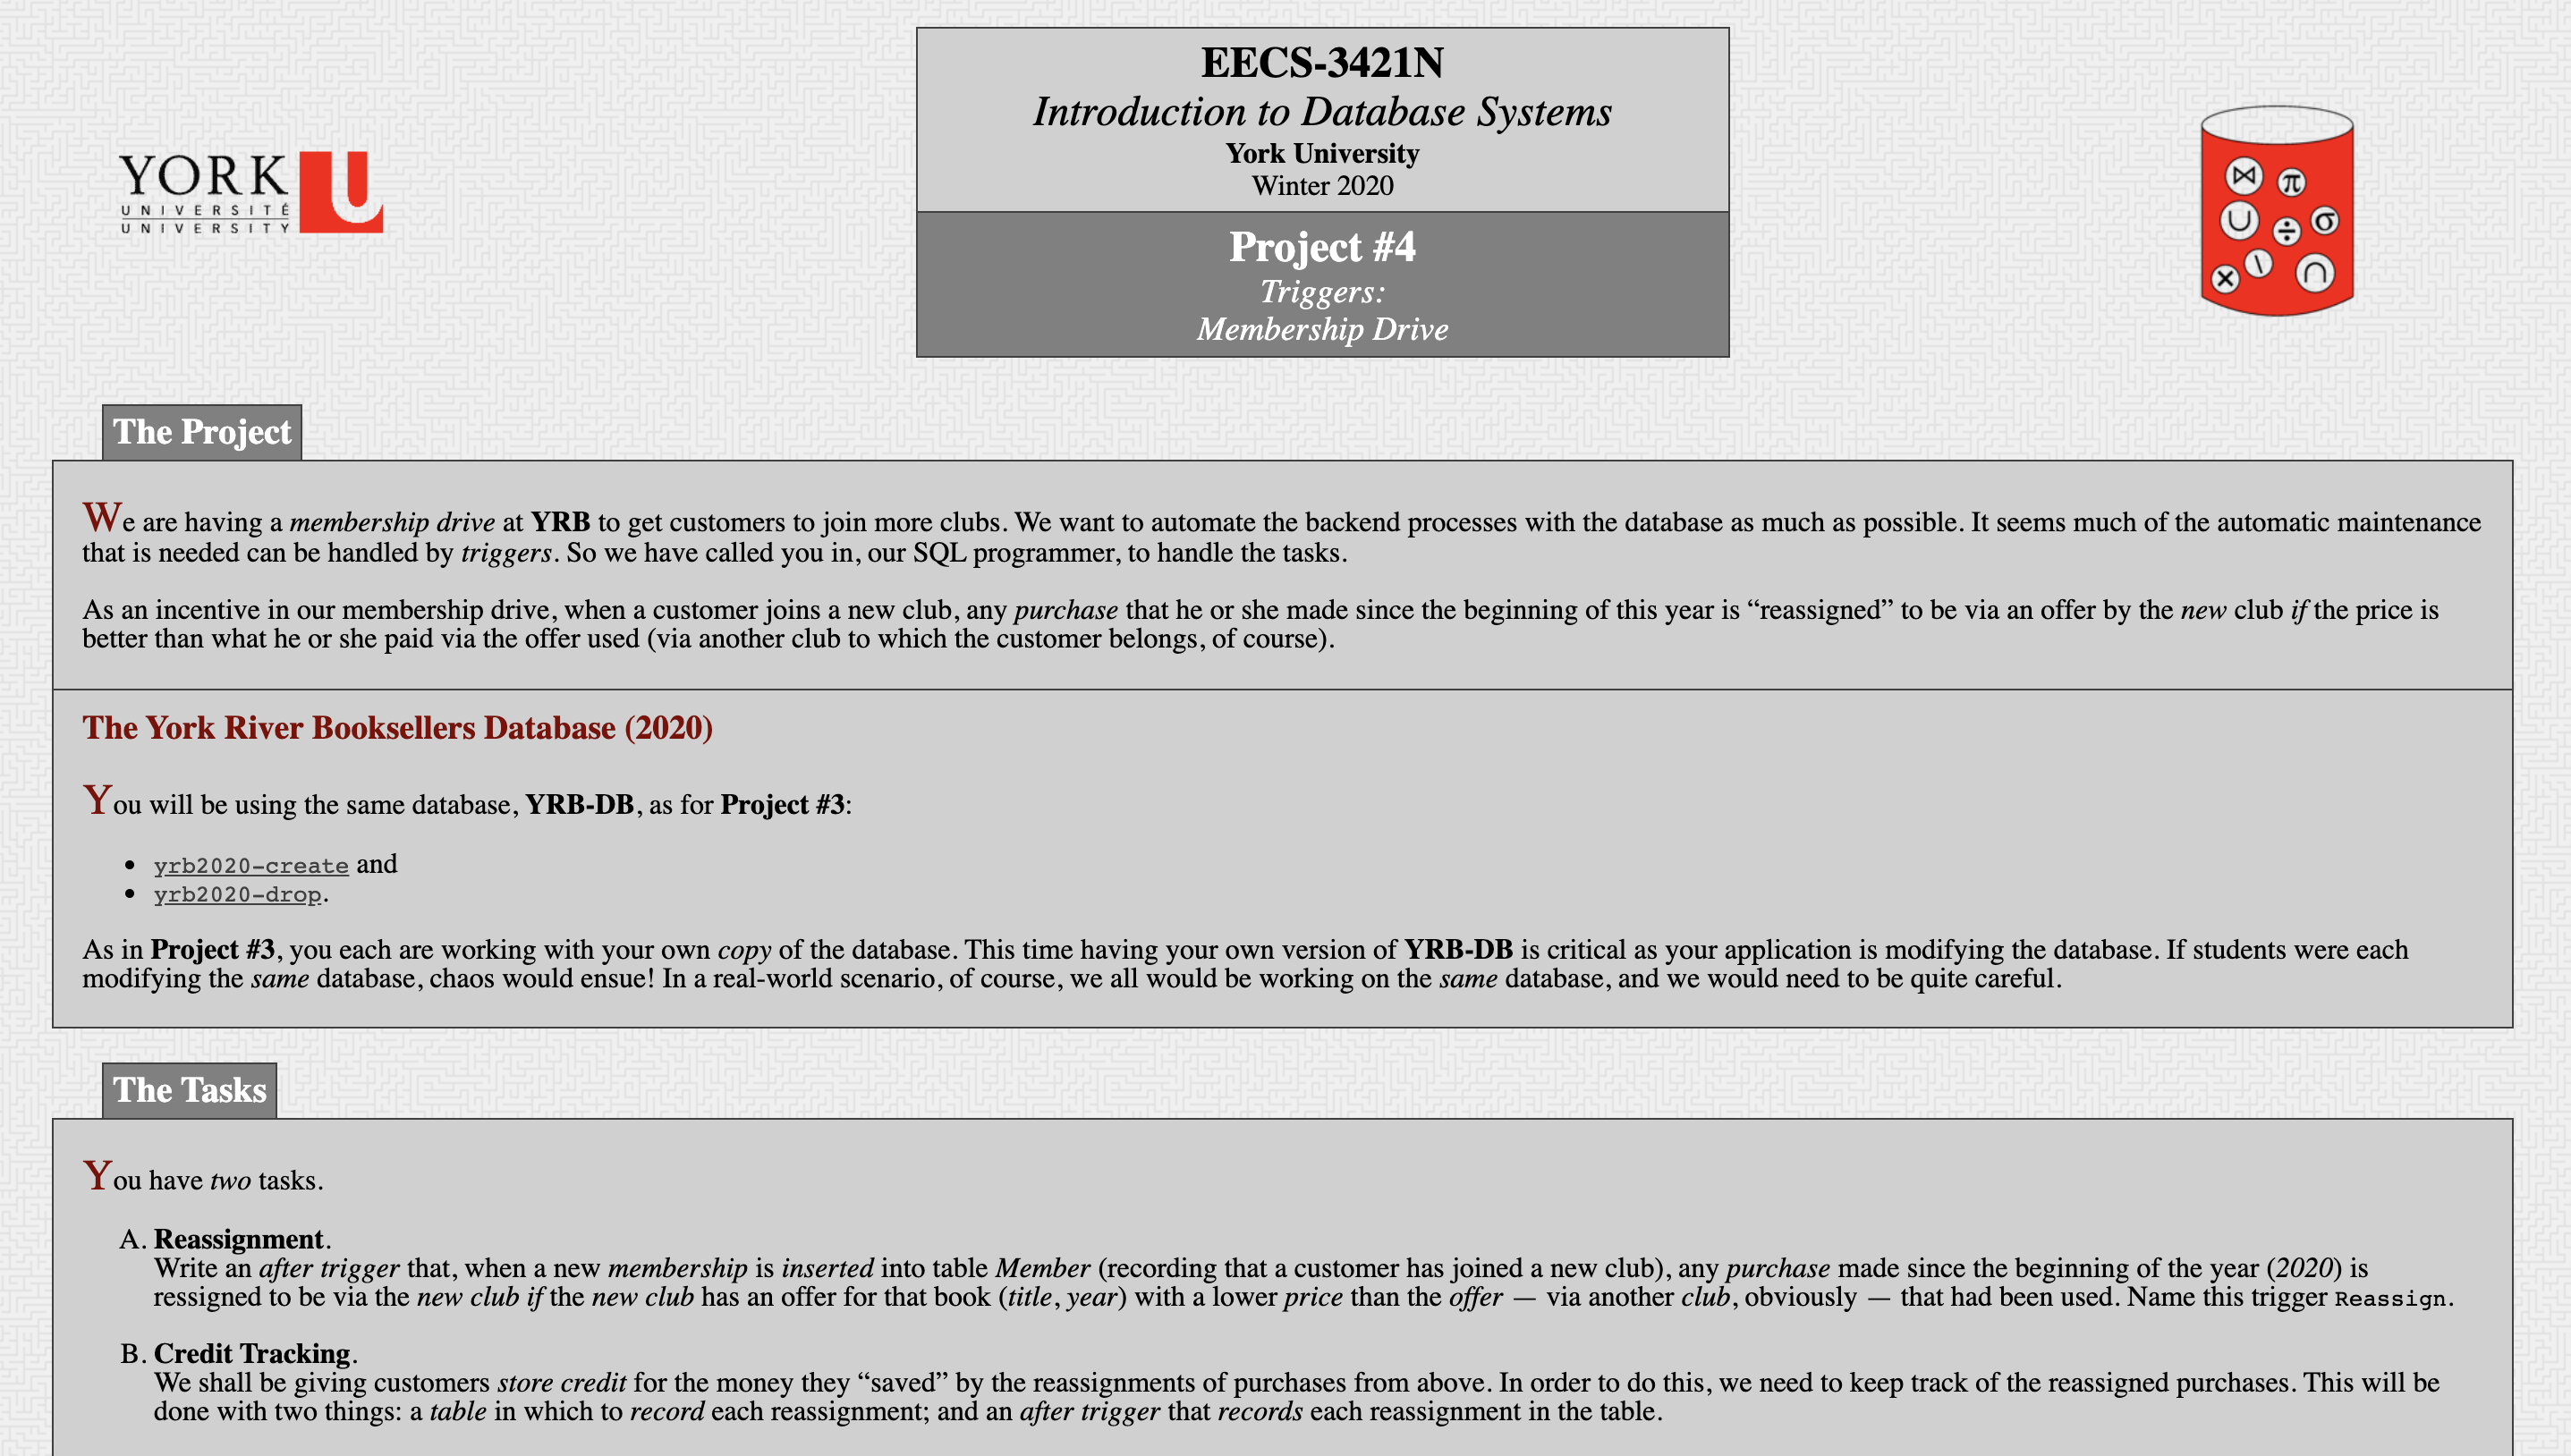 YORK
UNIVERSITÉ
UNIVERSITY
EECS-3421N
Introduction to Database Systems
York University
Winter 2020
Project #4
Triggers:
Membership Drive
⋈ π
∪ ÷ σ
× \ ∩
The Project
We are having a membership drive at YRB to get customers to join more clubs. We want to automate the backend processes with the database as much as possible. It seems much of the automatic maintenance
that is needed can be handled by triggers. So we have called you in, our SQL programmer, to handle the tasks.
As an incentive in our membership drive, when a customer joins a new club, any purchase that he or she made since the beginning of this year is “reassigned” to be via an offer by the new club if the price is
better than what he or she paid via the offer used (via another club to which the customer belongs, of course).
The York River Booksellers Database (2020)
You will be using the same database, YRB-DB, as for Project #3:
• yrb2020-create and
• yrb2020-drop.
As in Project #3, you each are working with your own copy of the database. This time having your own version of YRB-DB is critical as your application is modifying the database. If students were each
modifying the same database, chaos would ensue! In a real-world scenario, of course, we all would be working on the same database, and we would need to be quite careful.
The Tasks
You have two tasks.
A. Reassignment.
Write an after trigger that, when a new membership is inserted into table Member (recording that a customer has joined a new club), any purchase made since the beginning of the year (2020) is
ressigned to be via the new club if the new club has an offer for that book (title, year) with a lower price than the offer — via another club, obviously — that had been used. Name this trigger Reassign.
B. Credit Tracking.
We shall be giving customers store credit for the money they “saved” by the reassignments of purchases from above. In order to do this, we need to keep track of the reassigned purchases. This will be
done with two things: a table in which to record each reassignment; and an after trigger that records each reassignment in the table.